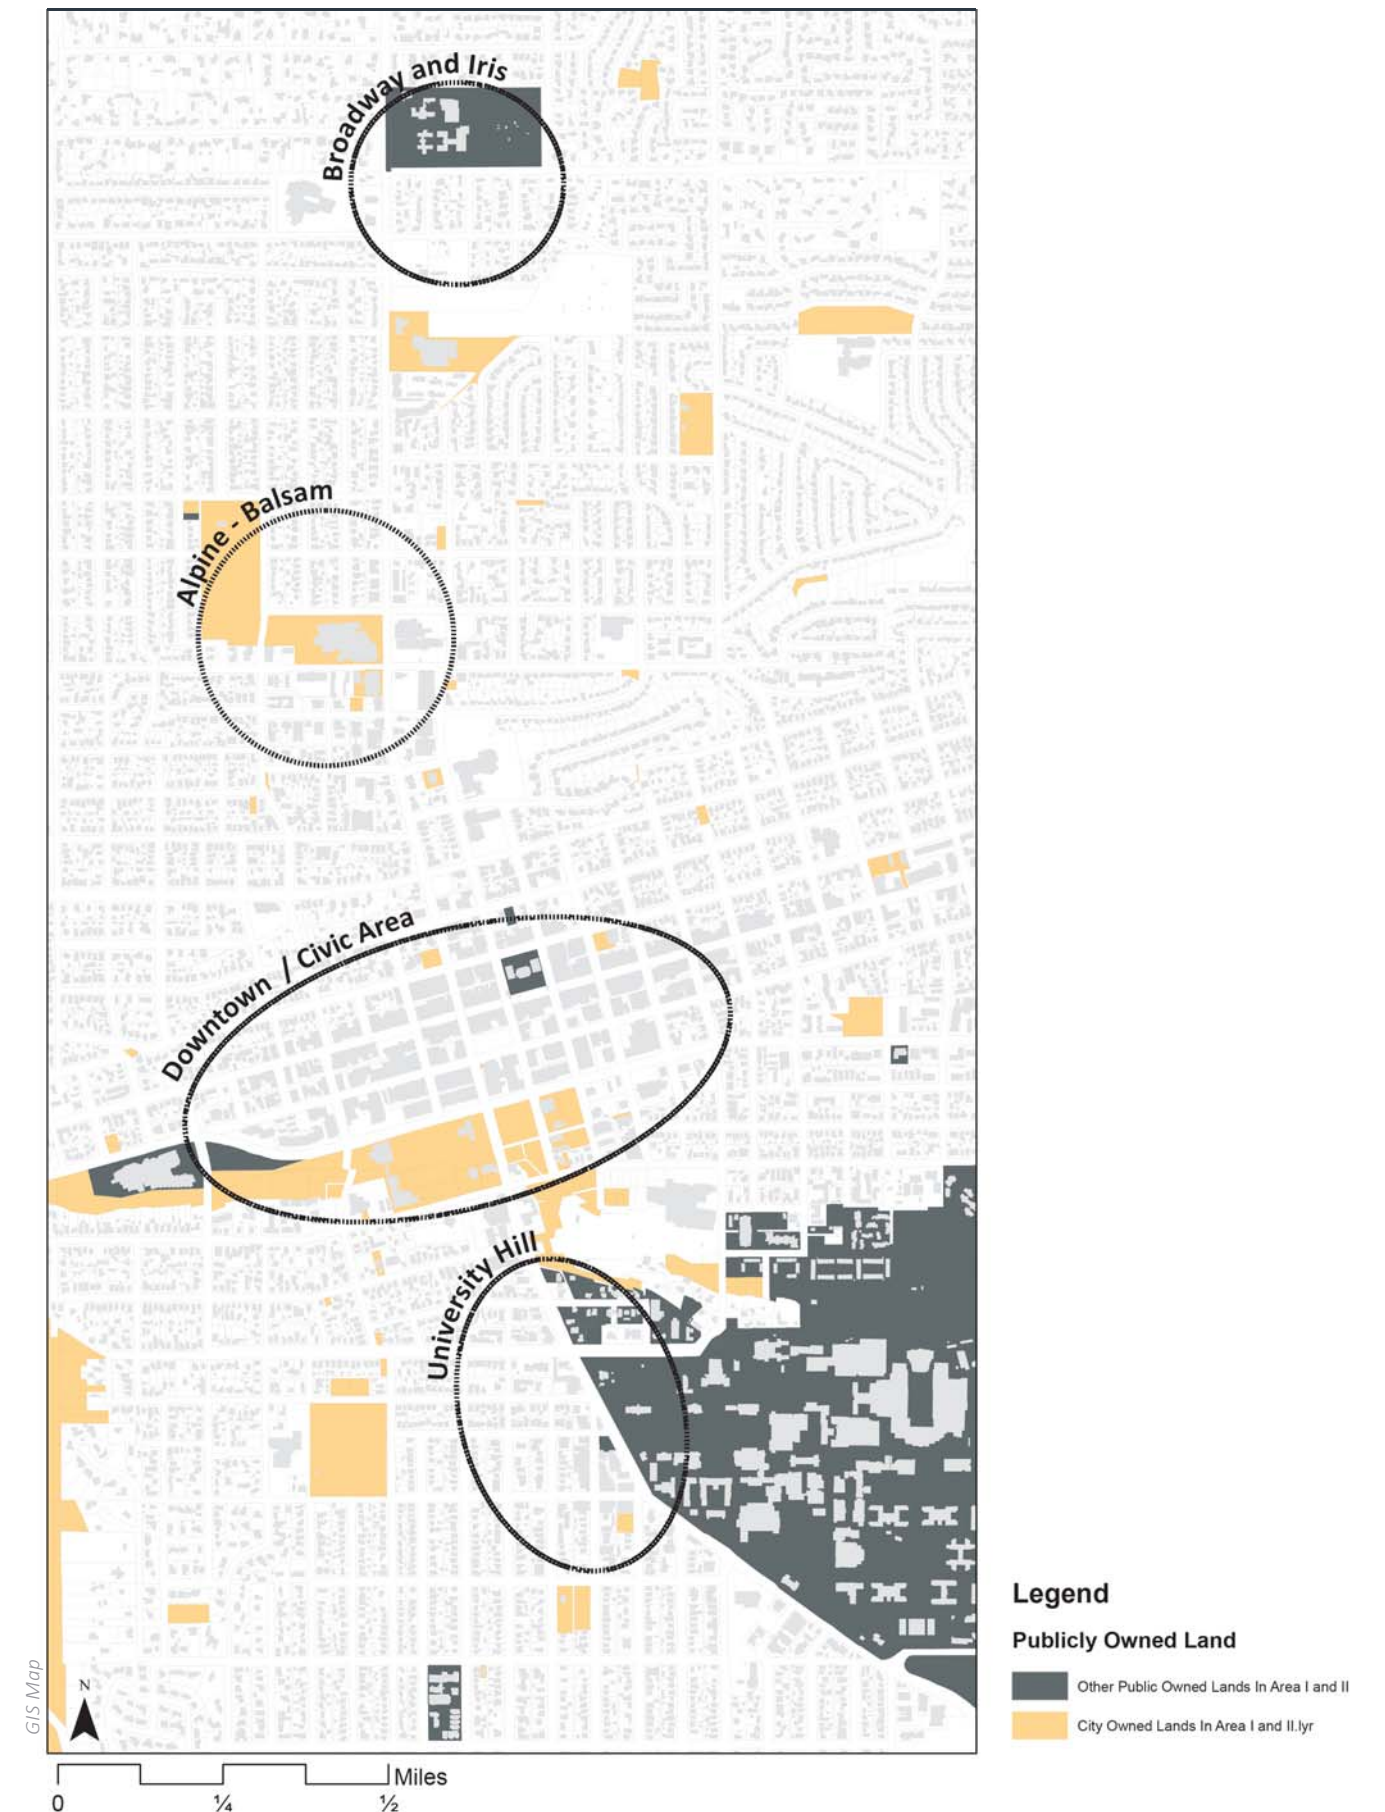 Broadway and Iris
Alpine - Balsam
Downtown / Civic Area
University Hill
Legend
Publicly Owned Land
Other Public Owned Lands In Area I and II
City Owned Lands In Area I and II.lyr
GIS Map
N
Miles
0 ¼ ½